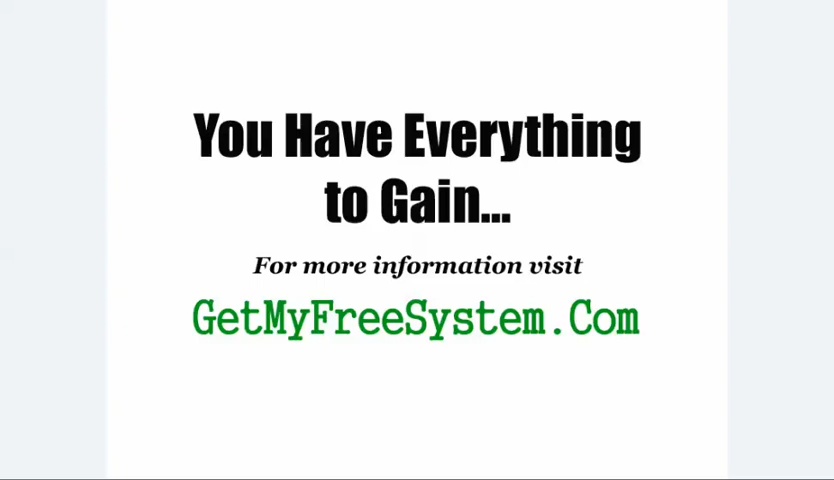 You Have Everything
to Gain...
For more information visit
GetMyFreeSystem.Com